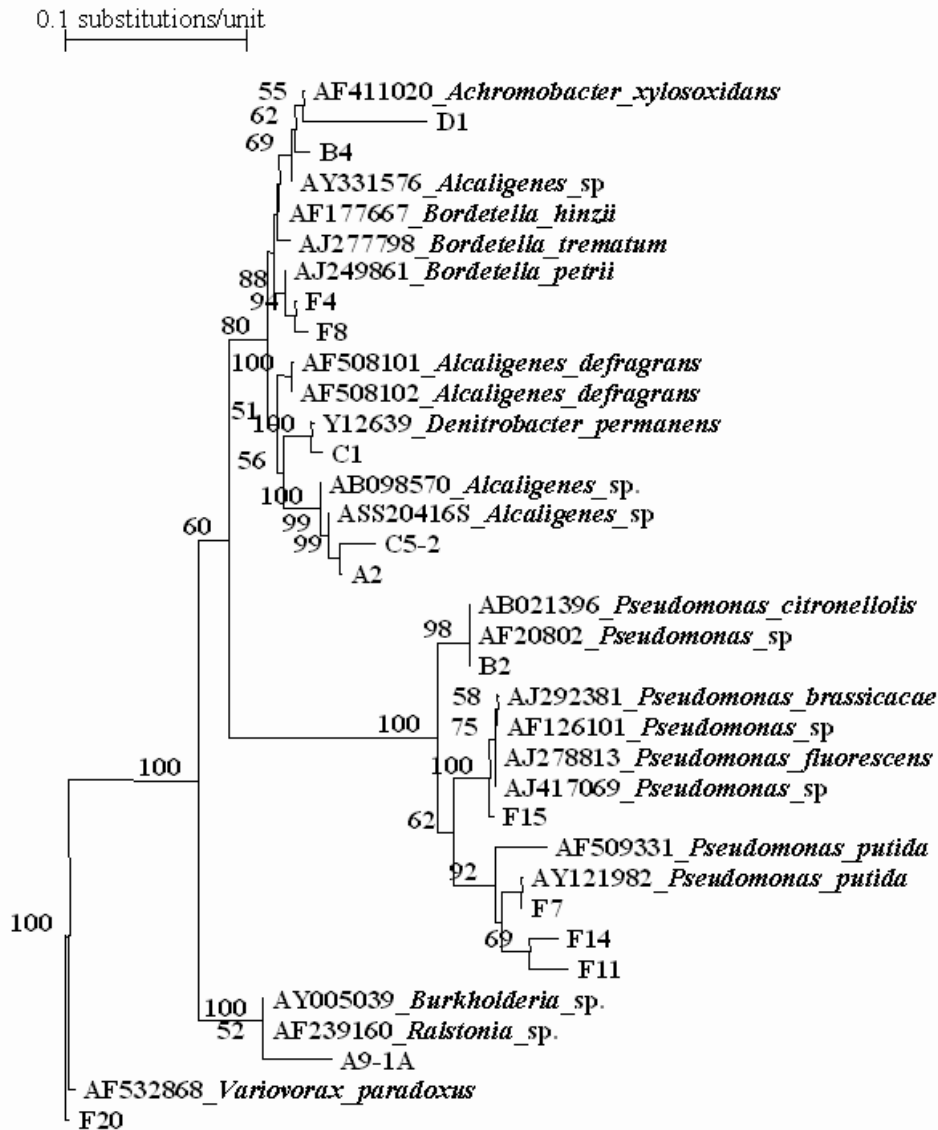 0.1 substitutions/unit
55 AF411020_Achromobacter_xylosoxidans
62 D1
69 B4
AY331576_Alcaligenes_sp
AF177667_Bordetella_hinzii
AJ277798_Bordetella_trematum
88 AJ249861_Bordetella_petrii
94 F4
80 F8
100 AF508101_Alcaligenes_defragrans
AF508102_Alcaligenes_defragrans
51 100 Y12639_Denitrobacter_permanens
56 C1
100 AB098570_Alcaligenes_sp.
99 ASS20416S_Alcaligenes_sp
60 99 C5-2
A2
AB021396_Pseudomonas_citronellolis
98 AF20802_Pseudomonas_sp
B2
58 AJ292381_Pseudomonas_brassicacae
100 75 AF126101_Pseudomonas_sp
100 100 AJ278813_Pseudomonas_fluorescens
AJ417069_Pseudomonas_sp
62 F15
AF509331_Pseudomonas_putida
92 AY121982_Pseudomonas_putida
F7
100 69 F14
F11
100 AY005039_Burkholderia_sp.
52 AF239160_Ralstonia_sp.
A9-1A
AF532868_Variovorax_paradoxus
F20